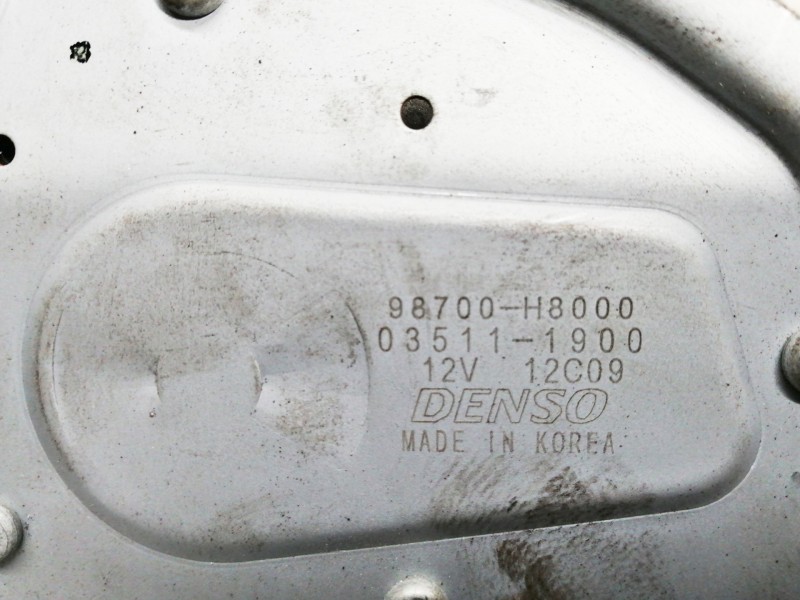 98700-H8000
03511-1900
12V 12C09
DENSO
MADE IN KOREA